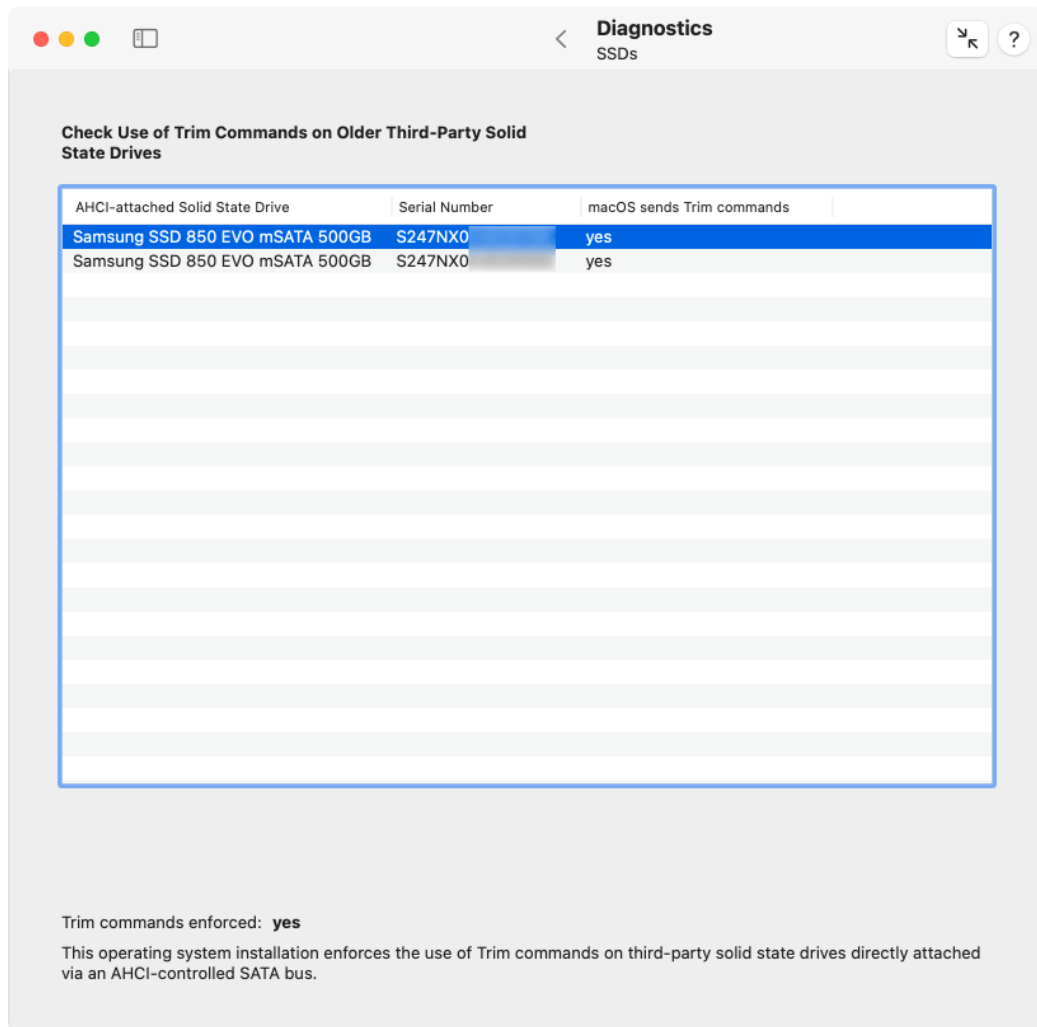 Diagnostics
SSDs
?
Check Use of Trim Commands on Older Third-Party Solid
State Drives
AHCI-attached Solid State Drive Serial Number macOS sends Trim commands
Samsung SSD 850 EVO mSATA 500GB S247NX0 yes
Samsung SSD 850 EVO mSATA 500GB S247NX0 yes
Trim commands enforced: yes
This operating system installation enforces the use of Trim commands on third-party solid state drives directly attached
via an AHCI-controlled SATA bus.